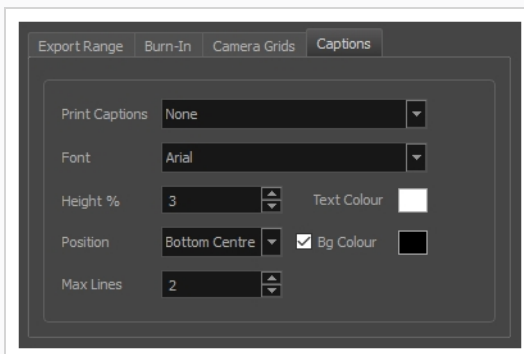 Export Range Burn-In Camera Grids Captions
Print Captions None
Font Arial
Height % 3 Text Colour
Position Bottom Centre Bg Colour
Max Lines 2